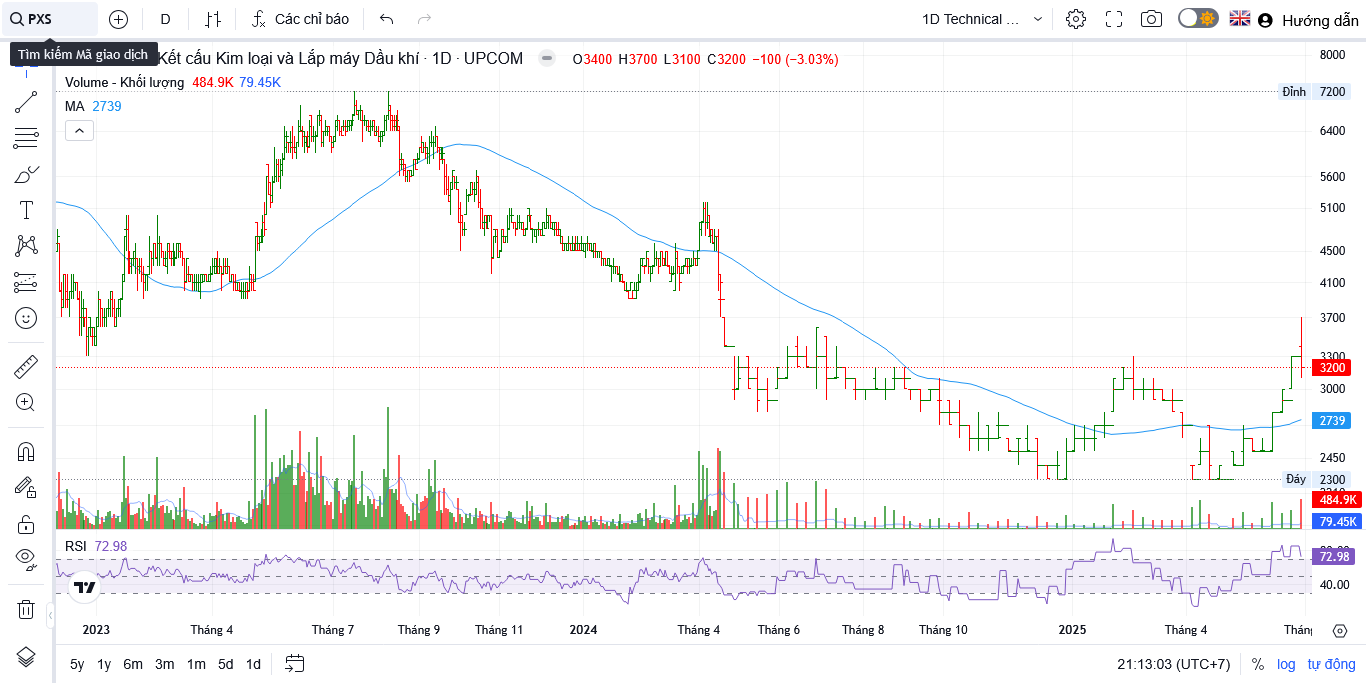 PXS
D
Các chỉ báo
1D Technical ...
Hướng dẫn
Tìm kiếm Mã giao dịch
Kết cấu Kim loại và Lắp máy Dầu khí · 1D · UPCOM
O3400 H3700 L3100 C3200 −100 (−3.03%)
Volume - Khối lượng 484.9K 79.45K
MA 2739
8000
Đỉnh 7200
6400
5600
5100
4500
4100
3700
3300
3200
3000
2739
2450
Đáy 2300
484.9K
79.45K
RSI 72.98
72.98
40.00
2023 Tháng 4 Tháng 7 Tháng 9 Tháng 11 2024 Tháng 4 Tháng 6 Tháng 8 Tháng 10 2025 Tháng 4
5y 1y 6m 3m 1m 5d 1d
21:13:03 (UTC+7) % log tự động